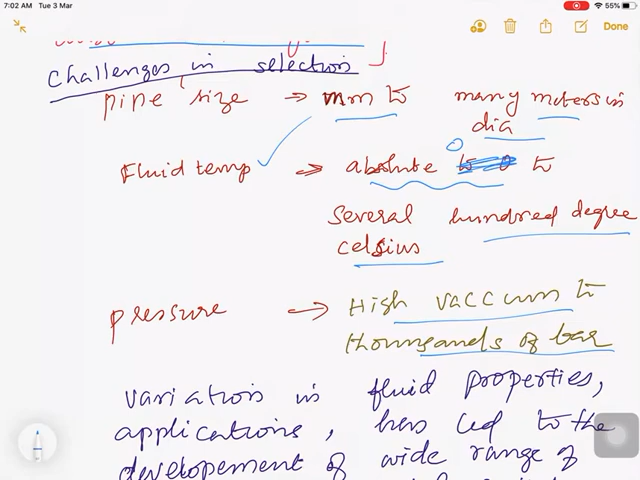 7:02 AM Tue 3 Mar
55%
Done
Challenges in selection
pipe size → mm to many meters in
dia
Fluid temp → absolute 0 to
Several hundred degree
celsius
pressure → High vaccum to
thousands of bar
variation in fluid properties,
applications, has led to the
developement of wide range of